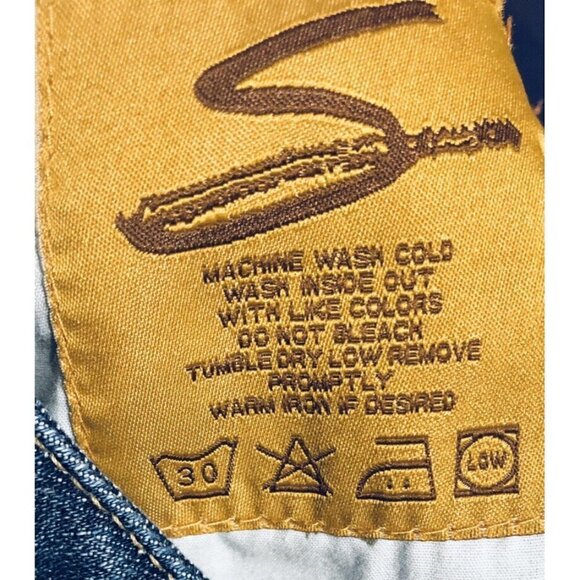 S
MACHINE WASH COLD
WASH INSIDE OUT
WITH LIKE COLORS
DO NOT BLEACH
TUMBLE DRY LOW REMOVE
PROMPTLY
WARM IRON IF DESIRED
30 LOW